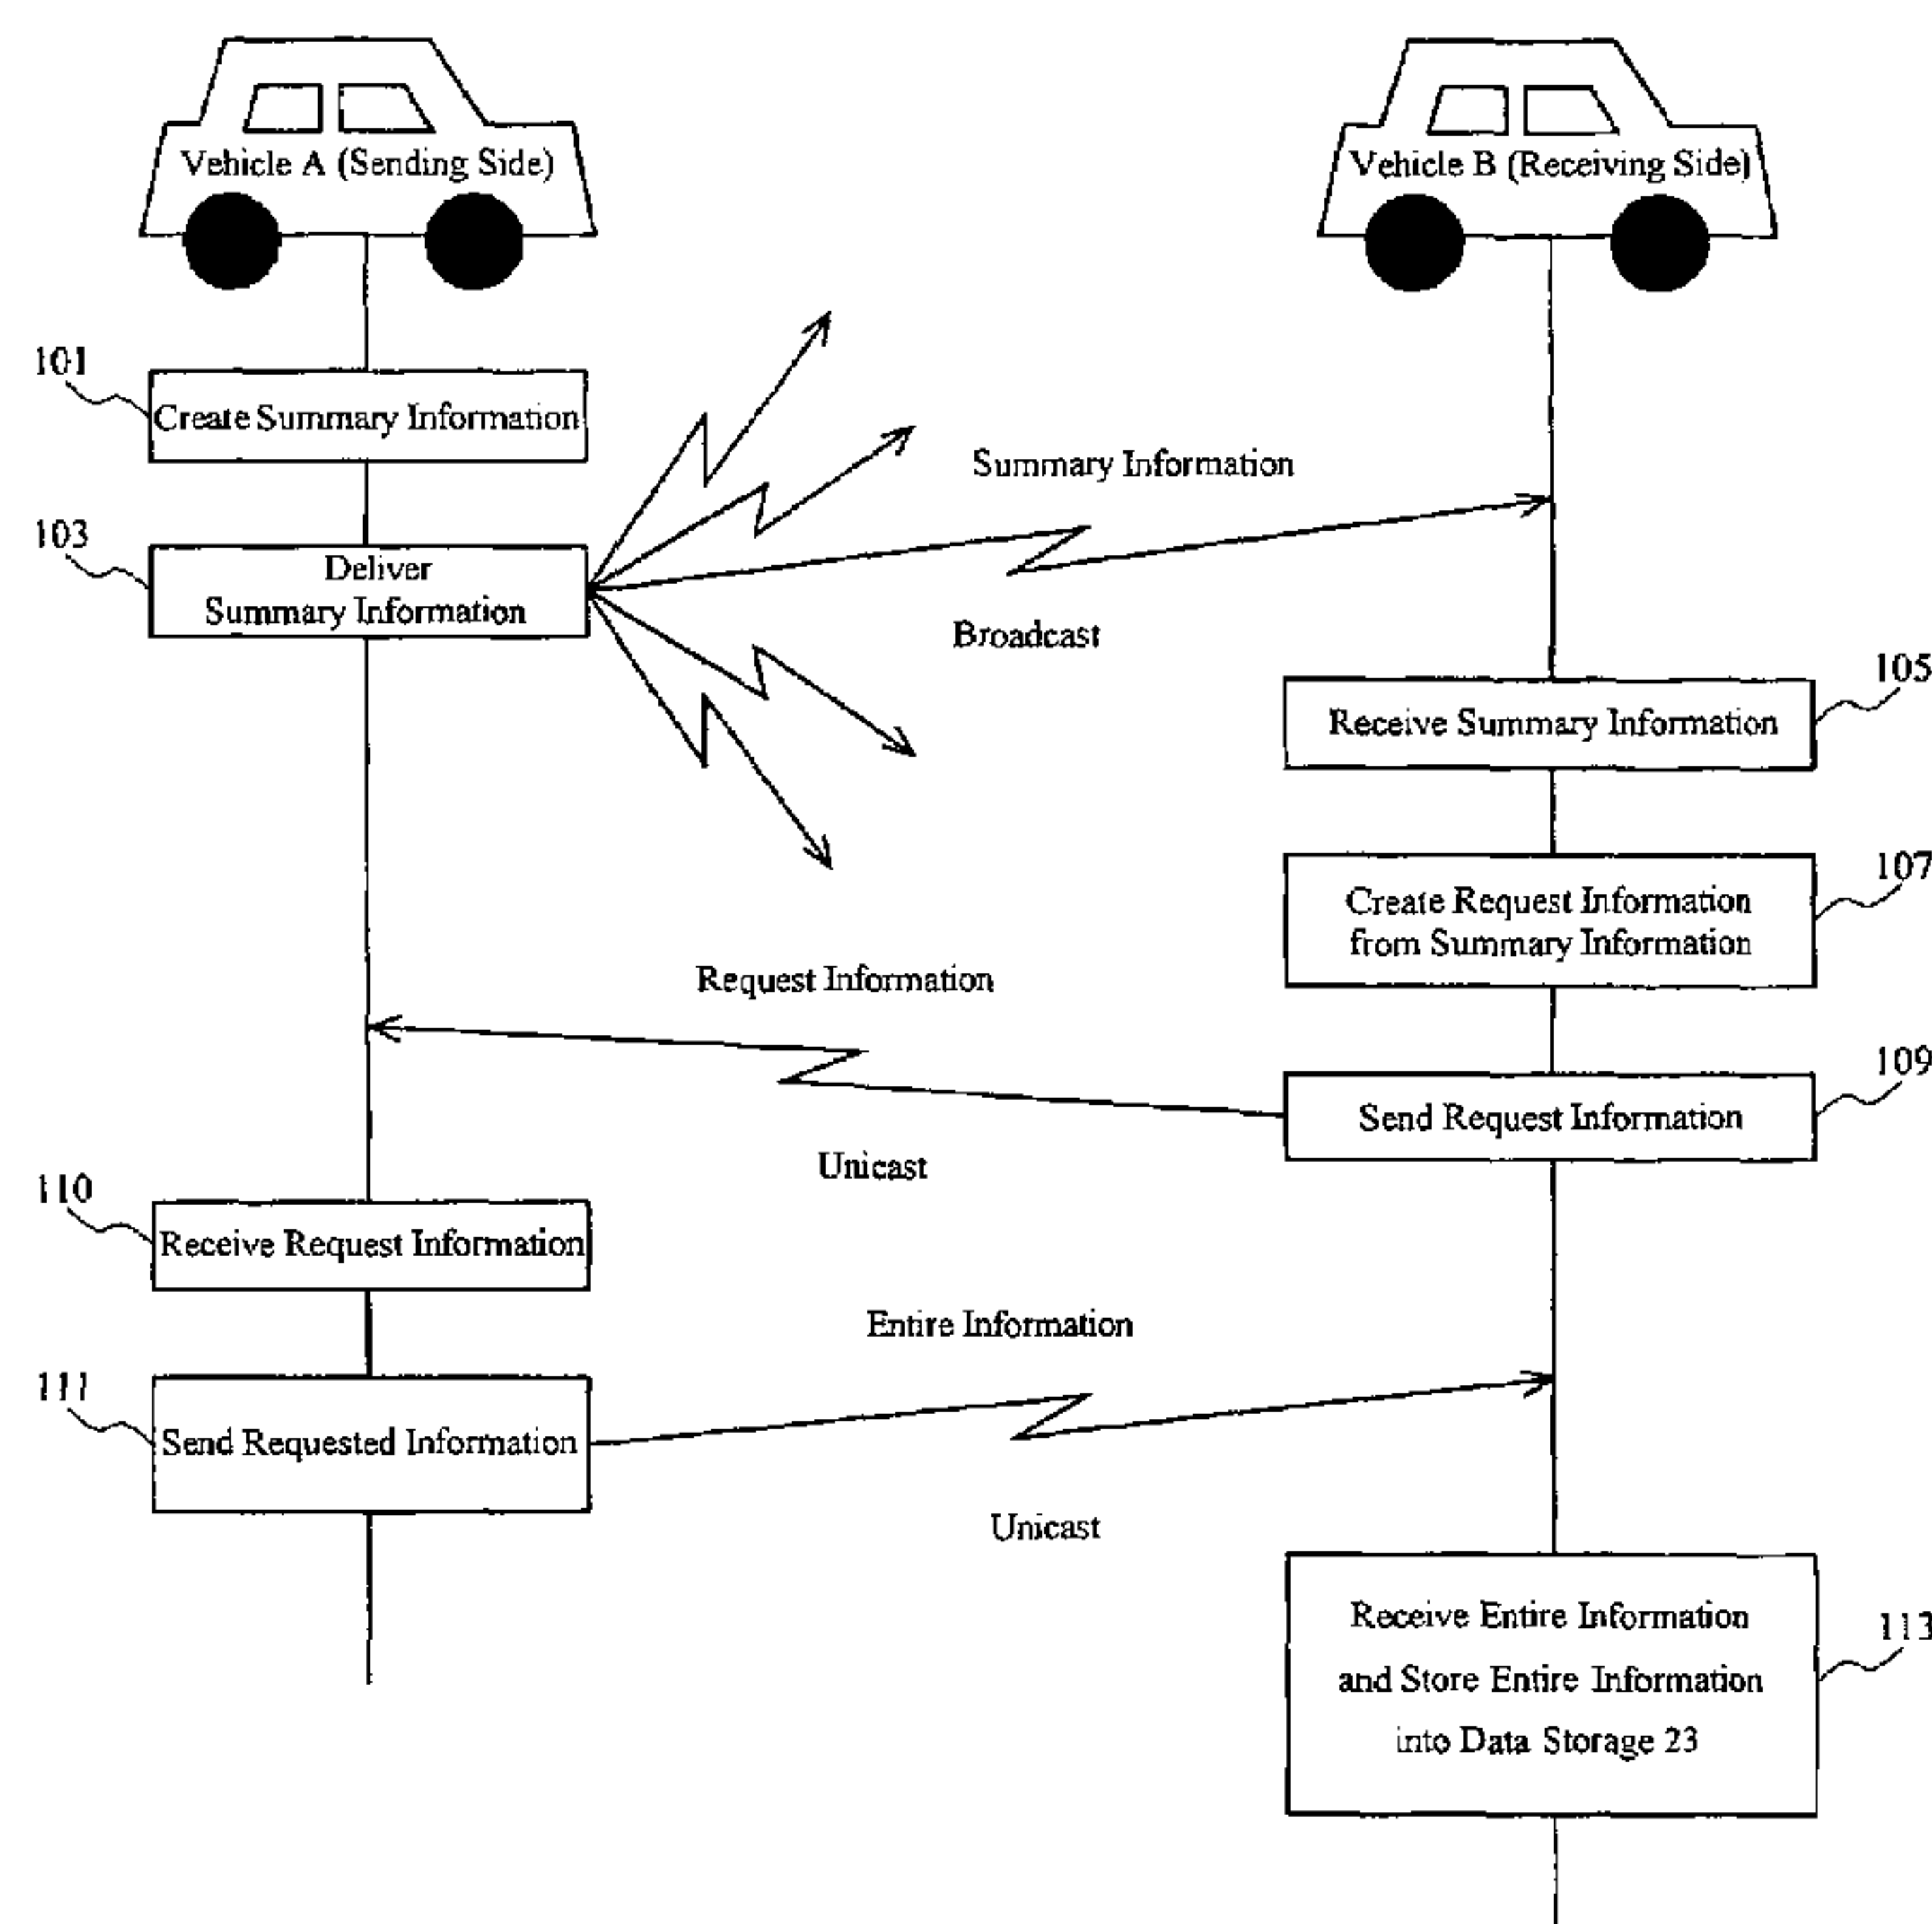 Vehicle A (Sending Side)
Vehicle B (Receiving Side)
101
Create Summary Information
Summary Information
103
Deliver
Summary Information
Broadcast
105
Receive Summary Information
107
Create Request Information
from Summary Information
Request Information
109
Send Request Information
Unicast
110
Receive Request Information
Entire Information
111
Send Requested Information
Unicast
113
Receive Entire Information
and Store Entire Information
into Data Storage 23